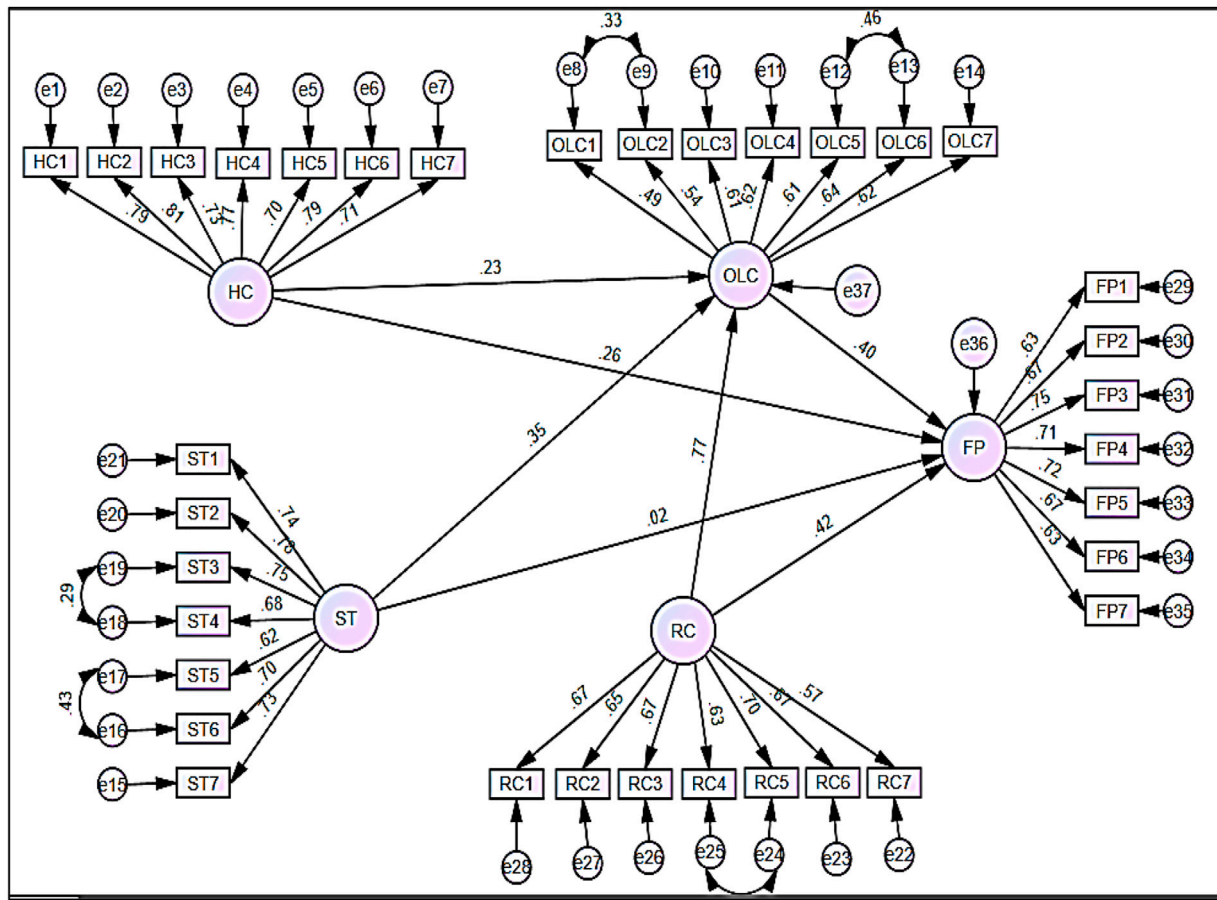 .33
.46
e1 e2 e3 e4 e5 e6 e7
e8 e9 e10 e11 e12 e13 e14
HC1 HC2 HC3 HC4 HC5 HC6 HC7
OLC1 OLC2 OLC3 OLC4 OLC5 OLC6 OLC7
.79 .81 .73 .77 .70 .79 .71
.49 .54 .61 .62 .61 .64 .62
HC
.23
OLC
e37
.26
.40
.35
.77
.02
.42
e36
FP
.63 FP1 e29
.67 FP2 e30
.75 FP3 e31
.71 FP4 e32
.72 FP5 e33
.67 FP6 e34
.63 FP7 e35
e21 ST1 .74
e20 ST2 .78
e19 ST3 .75
.29
e18 ST4 .68
ST
e17 ST5 .62
.43
e16 ST6 .70
e15 ST7 .73
RC
.67 .65 .67 .63 .70 .67 .57
RC1 RC2 RC3 RC4 RC5 RC6 RC7
e28 e27 e26 e25 e24 e23 e22